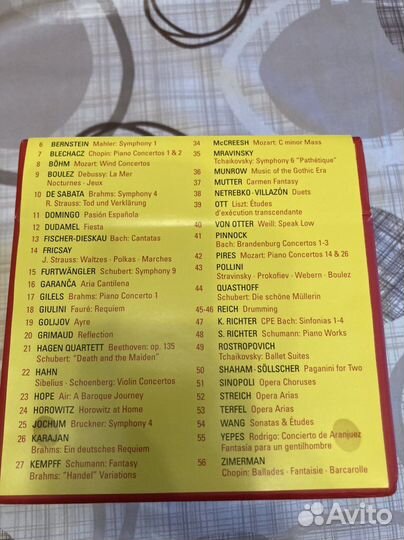 6 BERNSTEIN Mahler: Symphony 1
7 BLECHACZ Chopin: Piano Concertos 1 & 2
8 BÖHM Mozart: Wind Concertos
9 BOULEZ Debussy: La Mer
Nocturnes · Jeux
10 DE SABATA Brahms: Symphony 4
R. Strauss: Tod und Verklärung
11 DOMINGO Pasión Española
12 DUDAMEL Fiesta
13 FISCHER-DIESKAU Bach: Cantatas
14 FRICSAY
J. Strauss: Waltzes · Polkas · Marches
15 FURTWÄNGLER Schubert: Symphony 9
16 GARANČA Aria Cantilena
17 GILELS Brahms: Piano Concerto 1
18 GIULINI Fauré: Requiem
19 GOLIJOV Ayre
20 GRIMAUD Reflection
21 HAGEN QUARTETT Beethoven: op. 135
Schubert: "Death and the Maiden"
22 HAHN
Sibelius · Schoenberg: Violin Concertos
23 HOPE Air: A Baroque Journey
24 HOROWITZ Horowitz at Home
25 JOCHUM Bruckner: Symphony 4
26 KARAJAN
Brahms: Ein deutsches Requiem
27 KEMPFF Schumann: Fantasy
Brahms: "Handel" Variations
34 McCREESH Mozart: C minor Mass
35 MRAVINSKY
Tchaikovsky: Symphony 6 "Pathétique"
36 MUNROW Music of the Gothic Era
37 MUTTER Carmen Fantasy
38 NETREBKO · VILLAZÓN Duets
39 OTT Liszt: Études
d'exécution transcendante
40 VON OTTER Weill: Speak Low
41 PINNOCK
Bach: Brandenburg Concertos 1-3
42 PIRES Mozart: Piano Concertos 14 & 26
43 POLLINI
Stravinsky · Prokofiev · Webern · Boulez
44 QUASTHOFF
Schubert: Die schöne Müllerin
45-46 REICH Drumming
47 K. RICHTER CPE Bach: Sinfonias 1-4
48 S. RICHTER Schumann: Piano Works
49 ROSTROPOVICH
Tchaikovsky: Ballet Suites
50 SHAHAM · SÖLLSCHER Paganini for Two
51 SINOPOLI Opera Choruses
52 STREICH Opera Arias
53 TERFEL Opera Arias
54 WANG Sonatas & Études
55 YEPES Rodrigo: Concierto de Aranjuez
Fantasía para un gentilhombre
56 ZIMERMAN
Chopin: Ballades · Fantaisie · Barcarolle
Avito